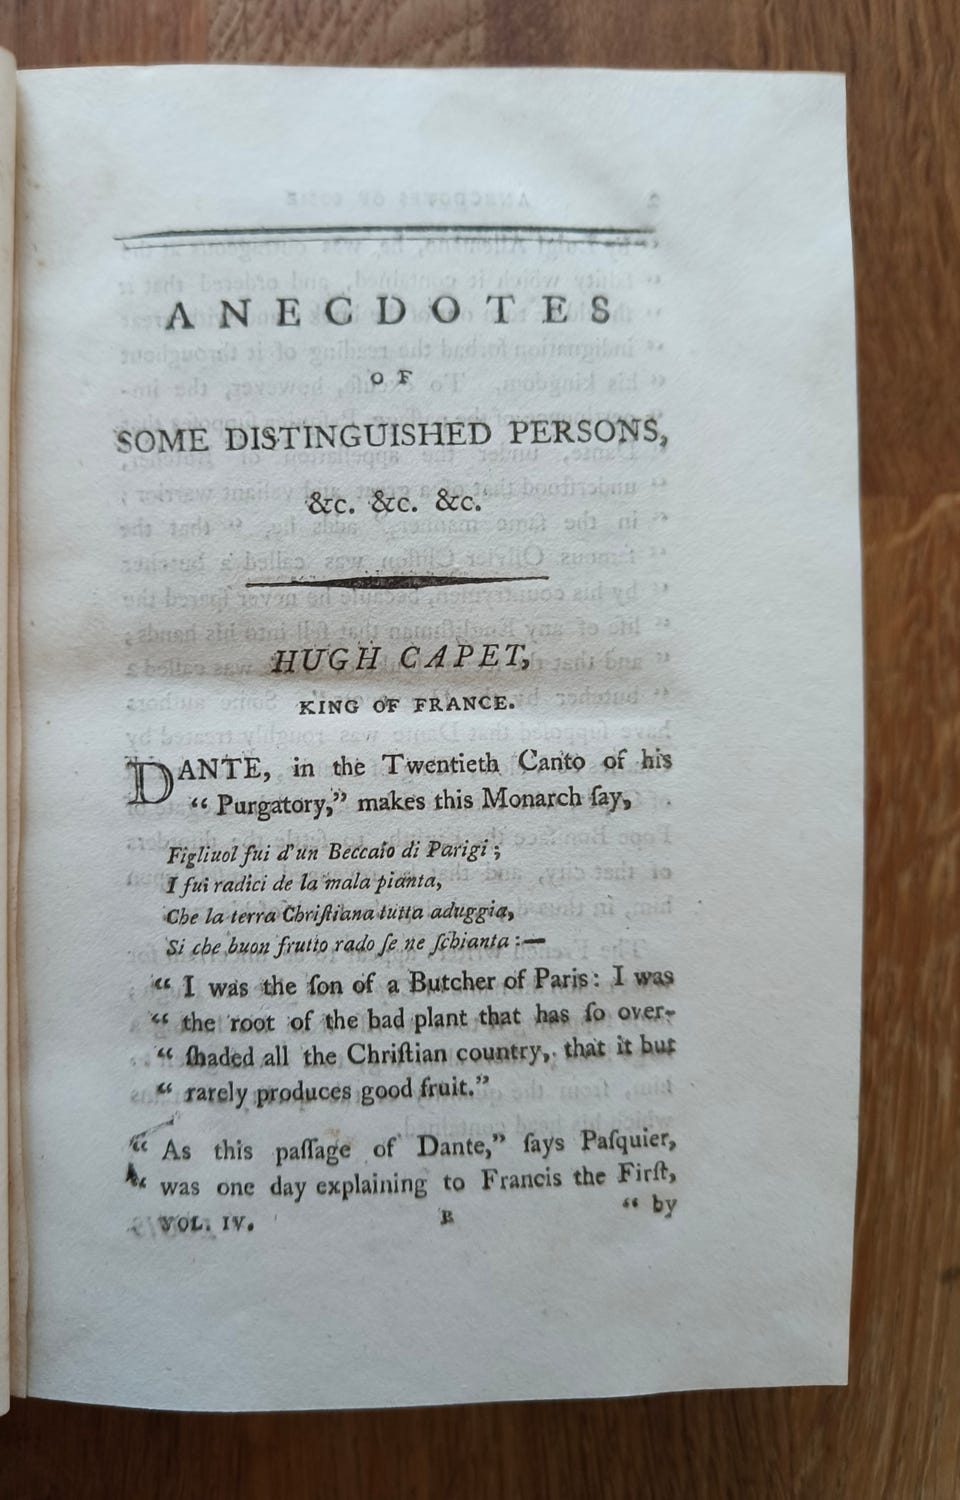 ANECDOTES
OF
SOME DISTINGUISHED PERSONS,
&c. &c. &c.
HUGH CAPET,
KING OF FRANCE.
DANTE, in the Twentieth Canto of his
“ Purgatory,” makes this Monarch ſay,
Figliuol fui d'un Beccaio di Parigi ;
I fui radici de la mala pianta,
Che la terra Chriſtiana tutta aduggia,
Si che buon frutto rado ſe ne ſchianta :—
“ I was the ſon of a Butcher of Paris : I was
“ the root of the bad plant that has ſo over-
“ ſhaded all the Chriſtian country, that it but
“ rarely produces good fruit.”
“ As this paſſage of Dante,” ſays Paſquier,
“ was one day explaining to Francis the Firſt,
“ by
VOL. IV. B